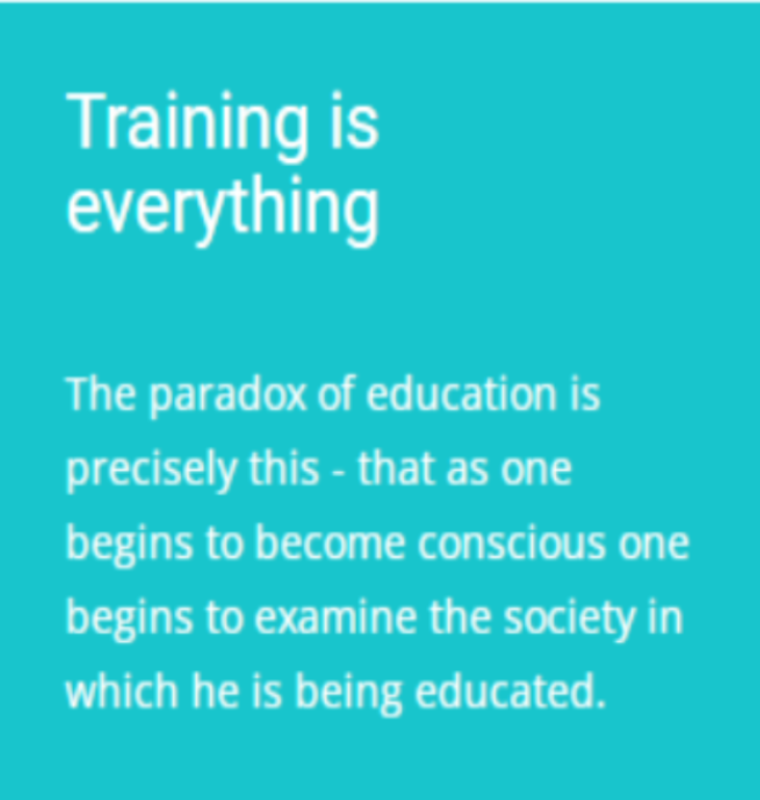 Training is
everything
The paradox of education is
precisely this - that as one
begins to become conscious one
begins to examine the society in
which he is being educated.